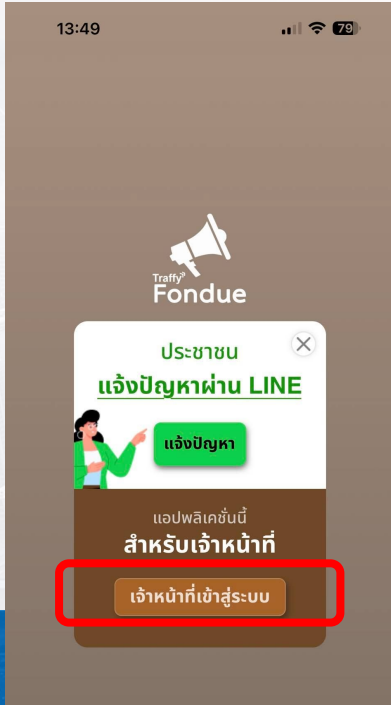 13:49
79
Traffy
Fondue
ประชาชน
แจ้งปัญหาผ่าน LINE
แจ้งปัญหา
แอปพลิเคชั่นนี้
สำหรับเจ้าหน้าที่
เจ้าหน้าที่เข้าสู่ระบบ